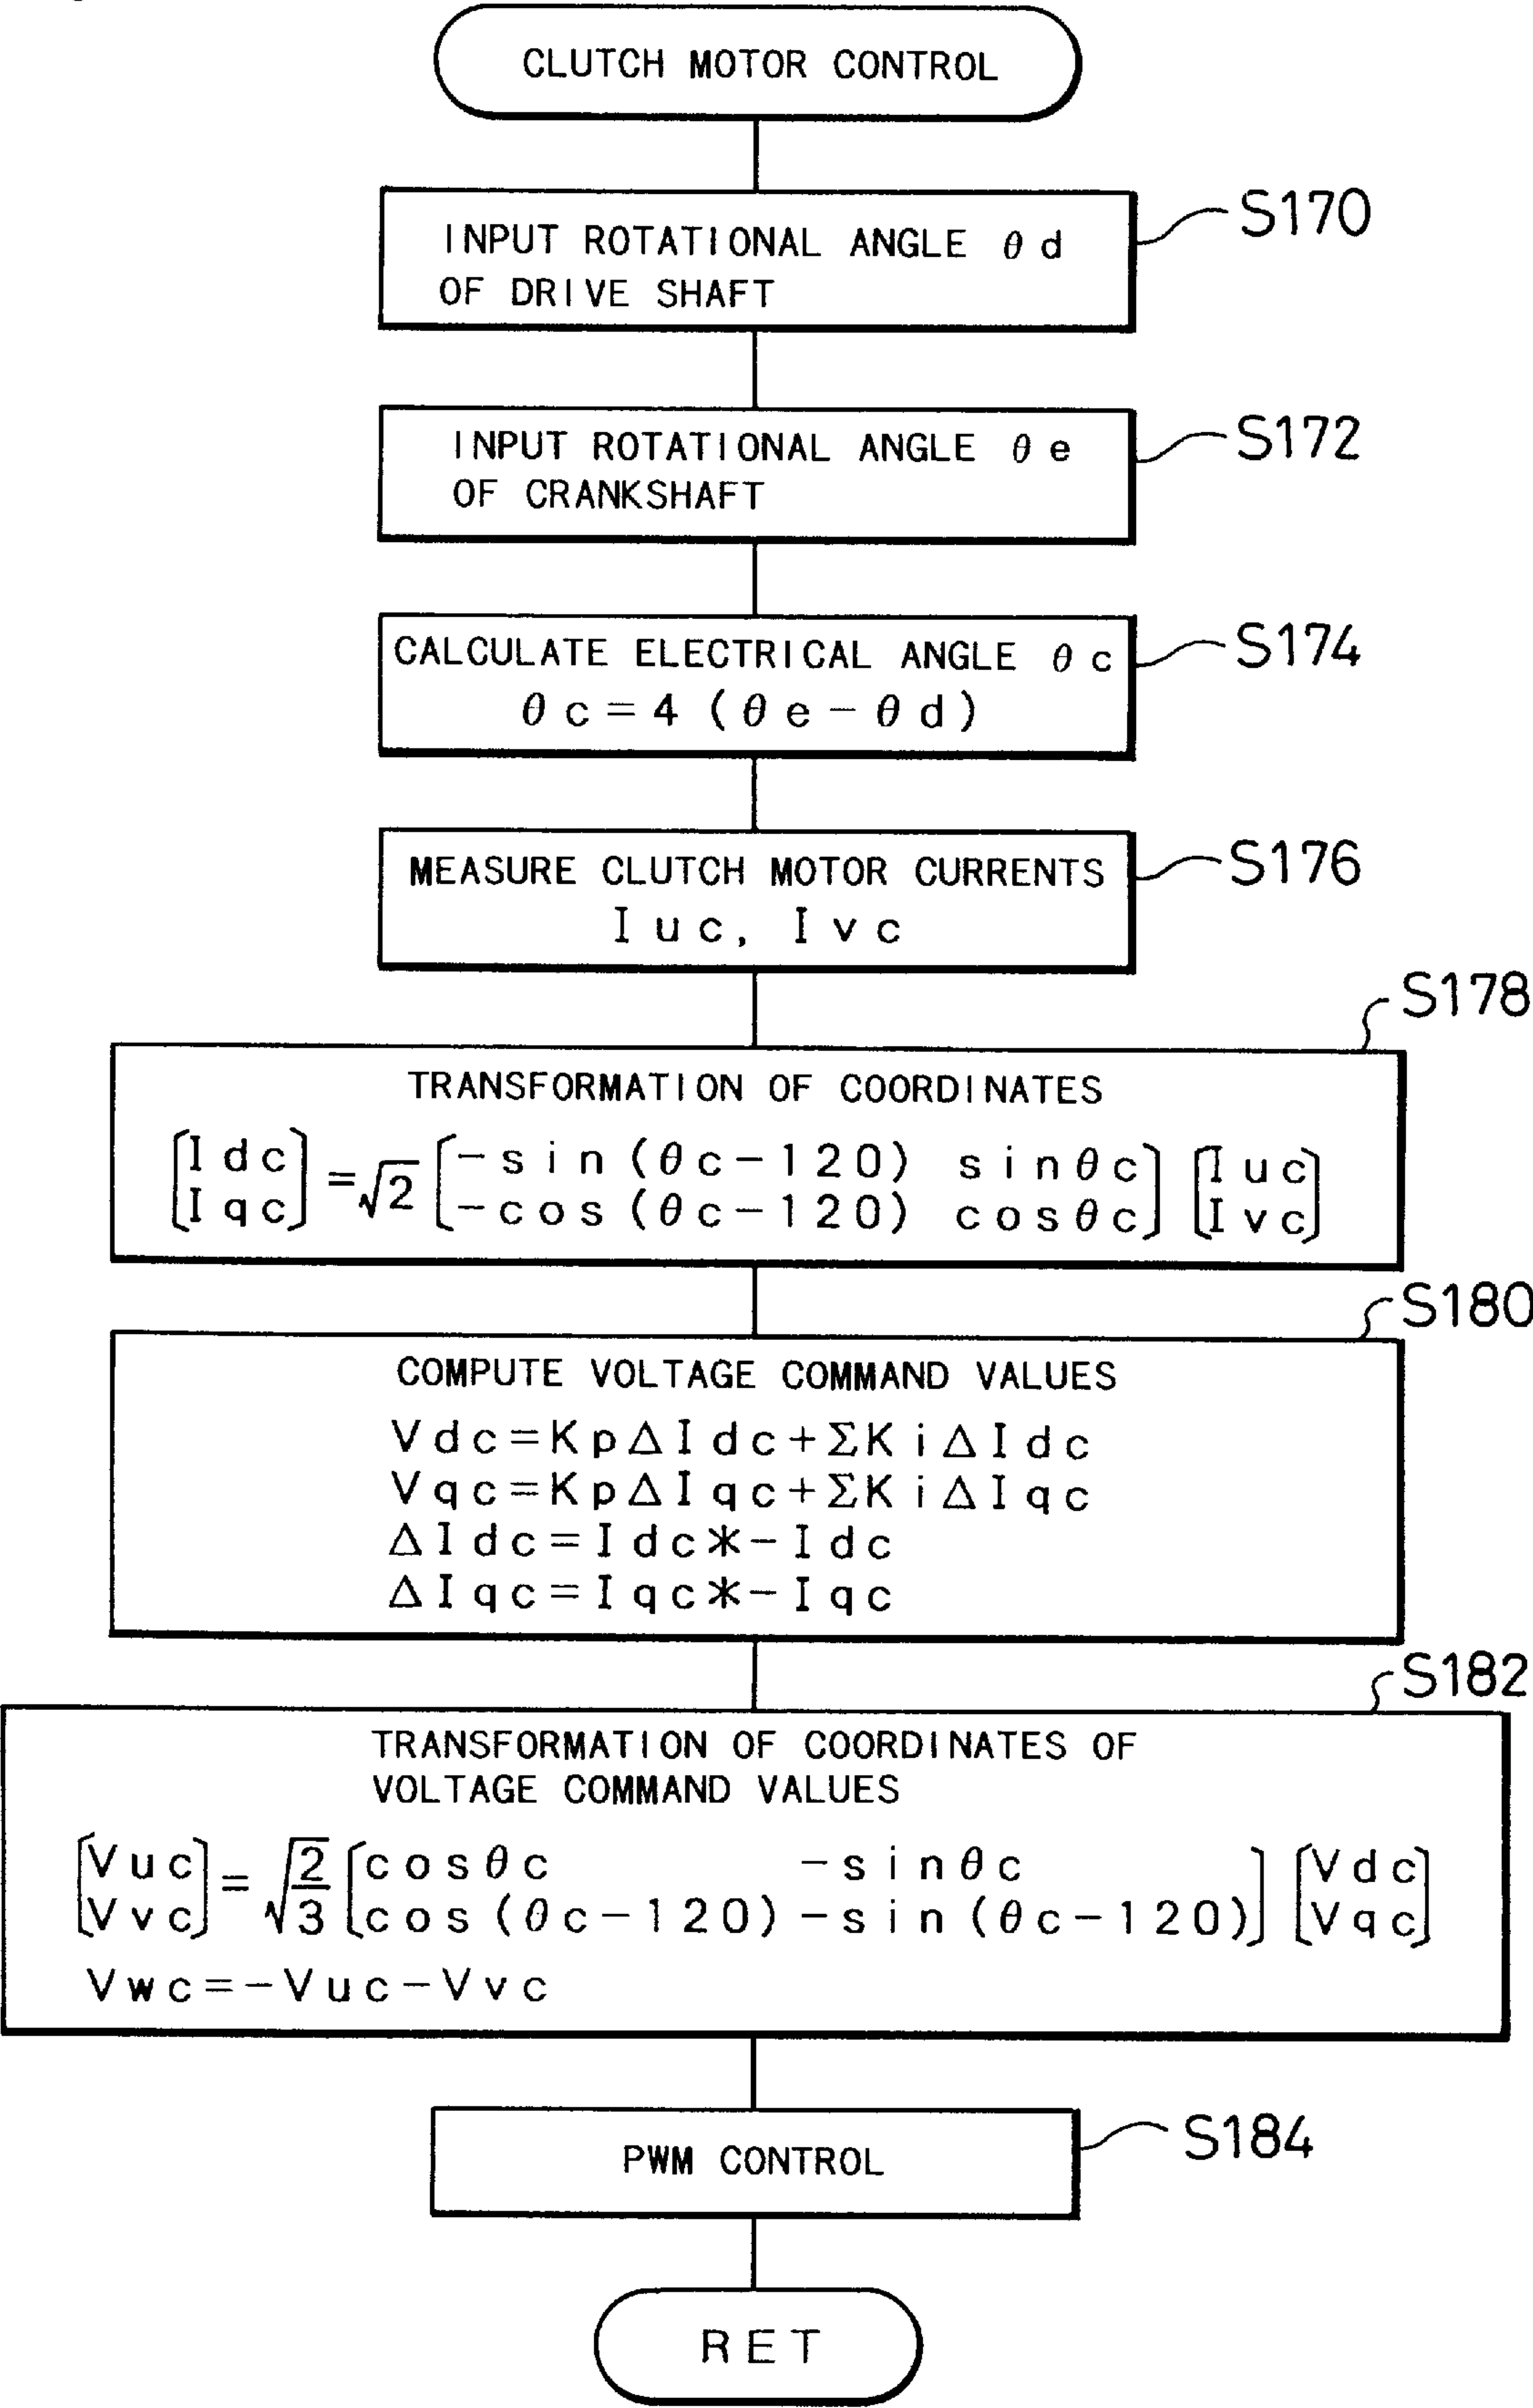 CLUTCH MOTOR CONTROL
INPUT ROTATIONAL ANGLE θd
OF DRIVE SHAFT
S170
INPUT ROTATIONAL ANGLE θe
OF CRANKSHAFT
S172
CALCULATE ELECTRICAL ANGLE θc
θc=4(θe-θd)
S174
MEASURE CLUTCH MOTOR CURRENTS
Iuc, Ivc
S176
S178
TRANSFORMATION OF COORDINATES
[Idc] =√2 [-sin(θc-120) sinθc] [Iuc]
[Iqc] [-cos(θc-120) cosθc] [Ivc]
S180
COMPUTE VOLTAGE COMMAND VALUES
Vdc=KpΔIdc+ΣKiΔIdc
Vqc=KpΔIqc+ΣKiΔIqc
ΔIdc=Idc*-Idc
ΔIqc=Iqc*-Iqc
S182
TRANSFORMATION OF COORDINATES OF
VOLTAGE COMMAND VALUES
[Vuc] = √2/3 [cosθc -sinθc] [Vdc]
[Vvc] [cos(θc-120) -sin(θc-120)] [Vqc]
Vwc=-Vuc-Vvc
PWM CONTROL
S184
RET